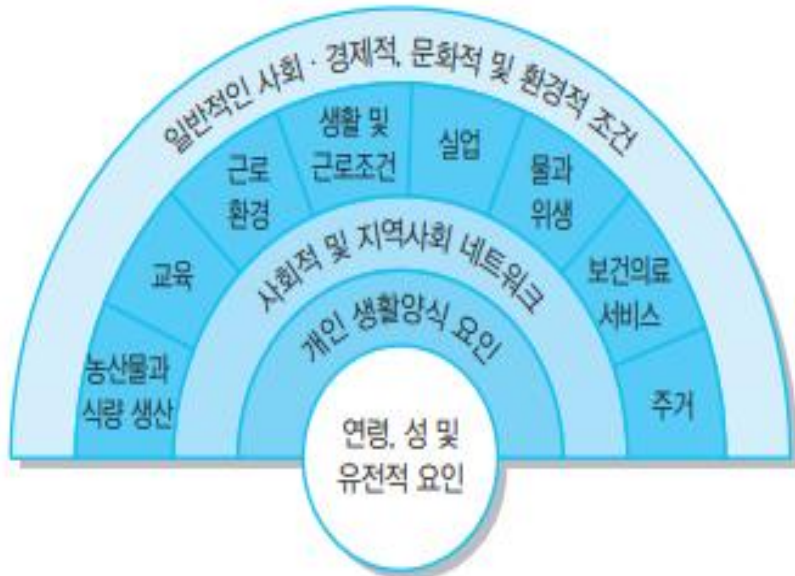 일반적인 사회 · 경제적, 문화적 및 환경적 조건
생활 및
근로조건
실업
근로
환경
물과
위생
교육
보건의료
서비스
농산물과
식량 생산
주거
사회적 및 지역사회 네트워크
개인 생활양식 요인
연령, 성 및
유전적 요인